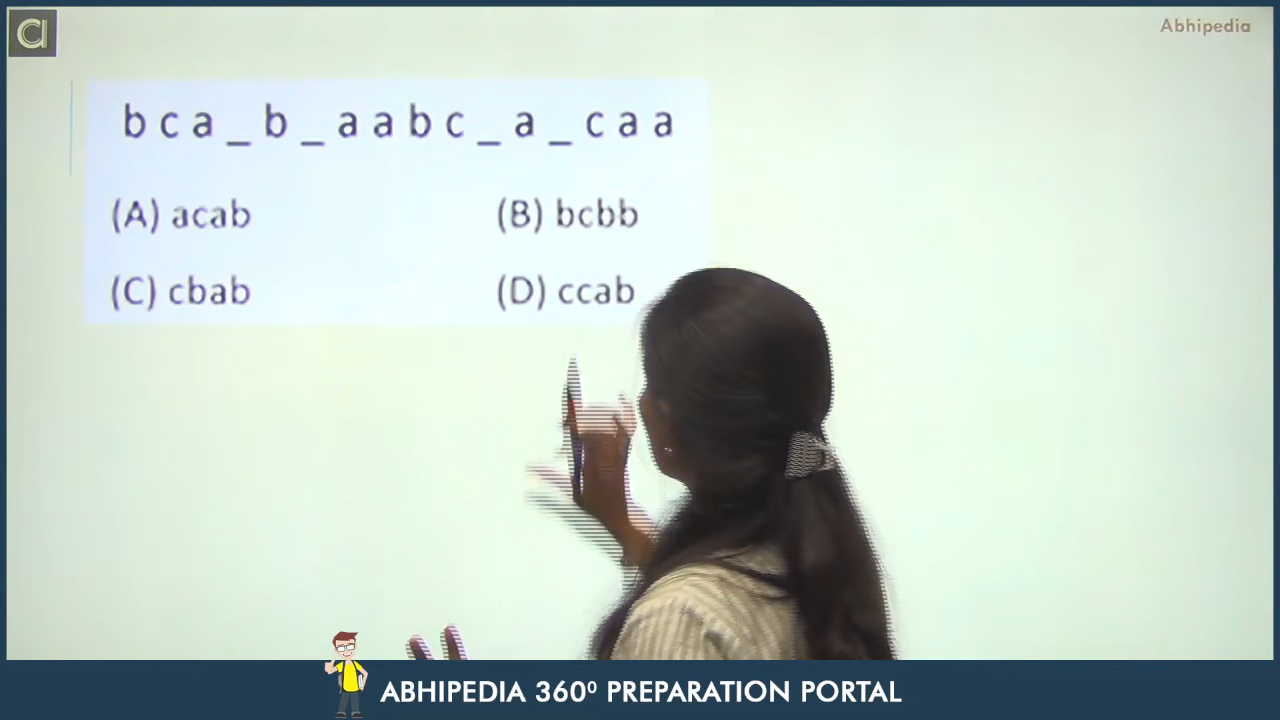 Abhipedia
b c a _ b _ a a b c _ a _ c a a
(A) acab (B) bcbb
(C) cbab (D) ccab
ABHIPEDIA 360⁰ PREPARATION PORTAL